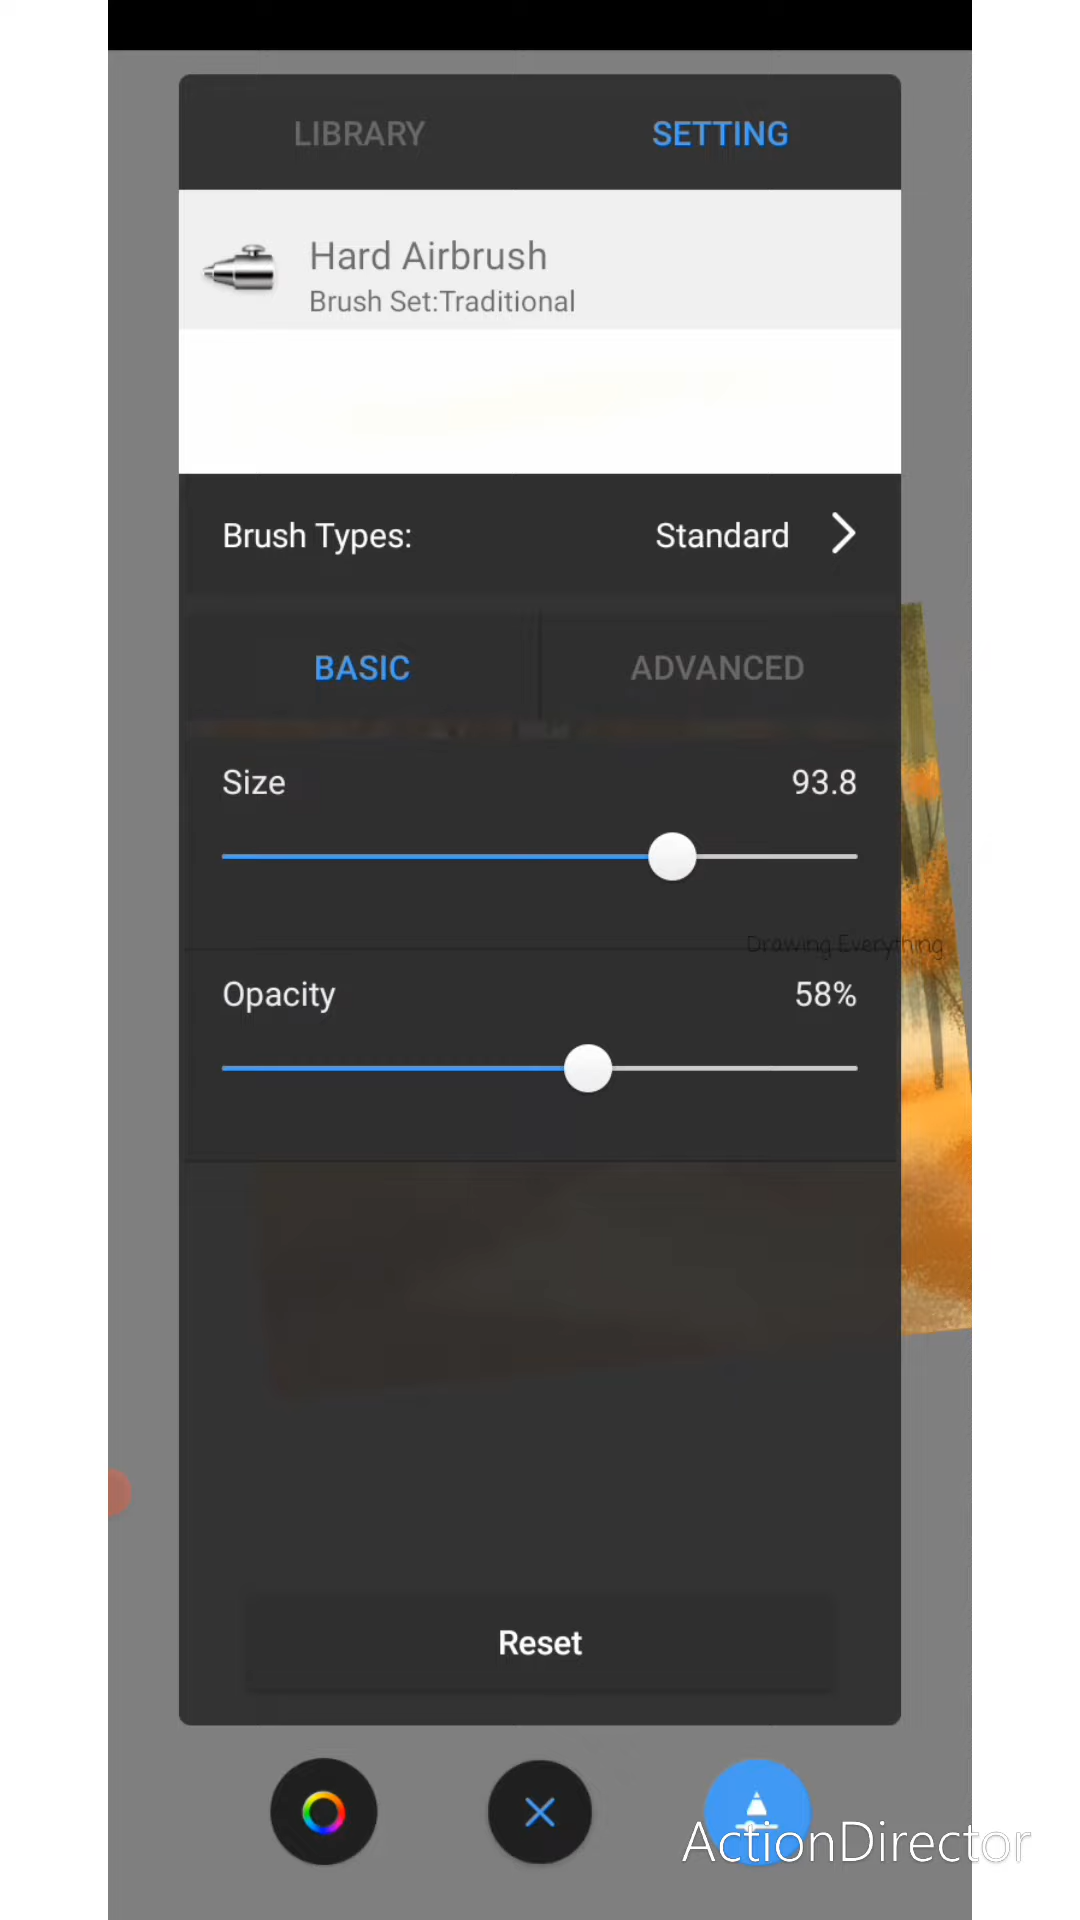 LIBRARY SETTING
Hard Airbrush
Brush Set:Traditional
Brush Types: Standard
BASIC ADVANCED
Size 93.8
Drawing Everything
Opacity 58%
Reset
ActionDirector